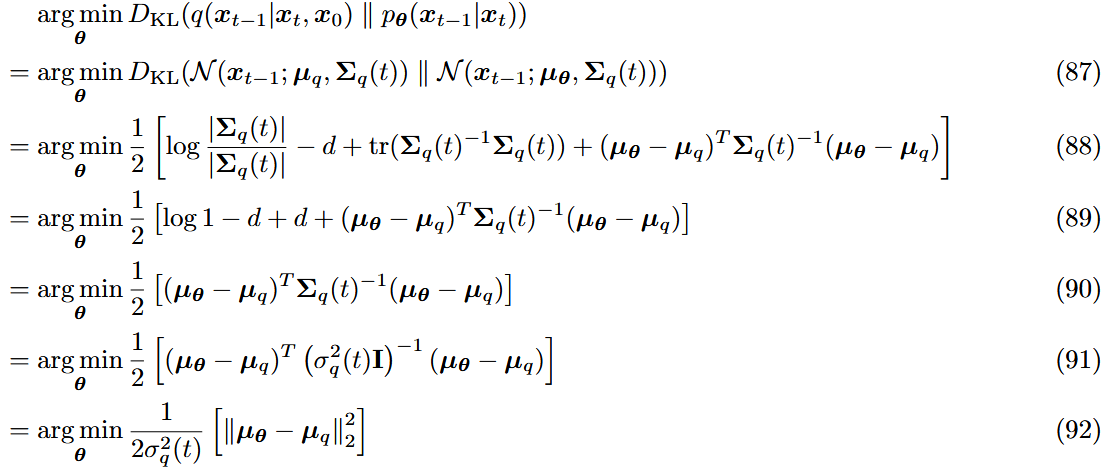 arg min_θ D_KL(q(x_{t−1}|x_t, x_0) ∥ p_θ(x_{t−1}|x_t))
= arg min_θ D_KL(𝒩(x_{t−1}; μ_q, Σ_q(t)) ∥ 𝒩(x_{t−1}; μ_θ, Σ_q(t))) (87)
= arg min_θ 1/2 [log |Σ_q(t)|/|Σ_q(t)| − d + tr(Σ_q(t)^{−1}Σ_q(t)) + (μ_θ − μ_q)^T Σ_q(t)^{−1}(μ_θ − μ_q)] (88)
= arg min_θ 1/2 [log 1 − d + d + (μ_θ − μ_q)^T Σ_q(t)^{−1}(μ_θ − μ_q)] (89)
= arg min_θ 1/2 [(μ_θ − μ_q)^T Σ_q(t)^{−1}(μ_θ − μ_q)] (90)
= arg min_θ 1/2 [(μ_θ − μ_q)^T (σ_q^2(t)I)^{−1} (μ_θ − μ_q)] (91)
= arg min_θ 1/(2σ_q^2(t)) [∥μ_θ − μ_q∥_2^2] (92)